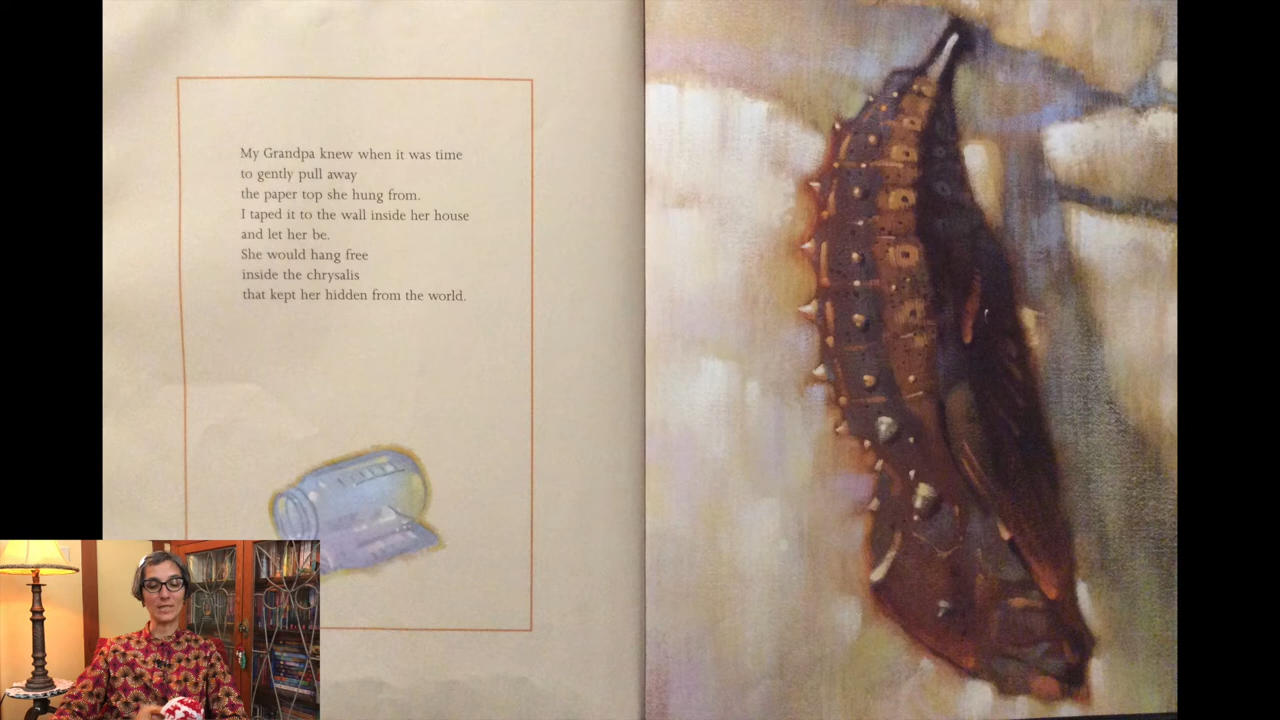 My Grandpa knew when it was time
to gently pull away
the paper top she hung from.
I taped it to the wall inside her house
and let her be.
She would hang free
inside the chrysalis
that kept her hidden from the world.